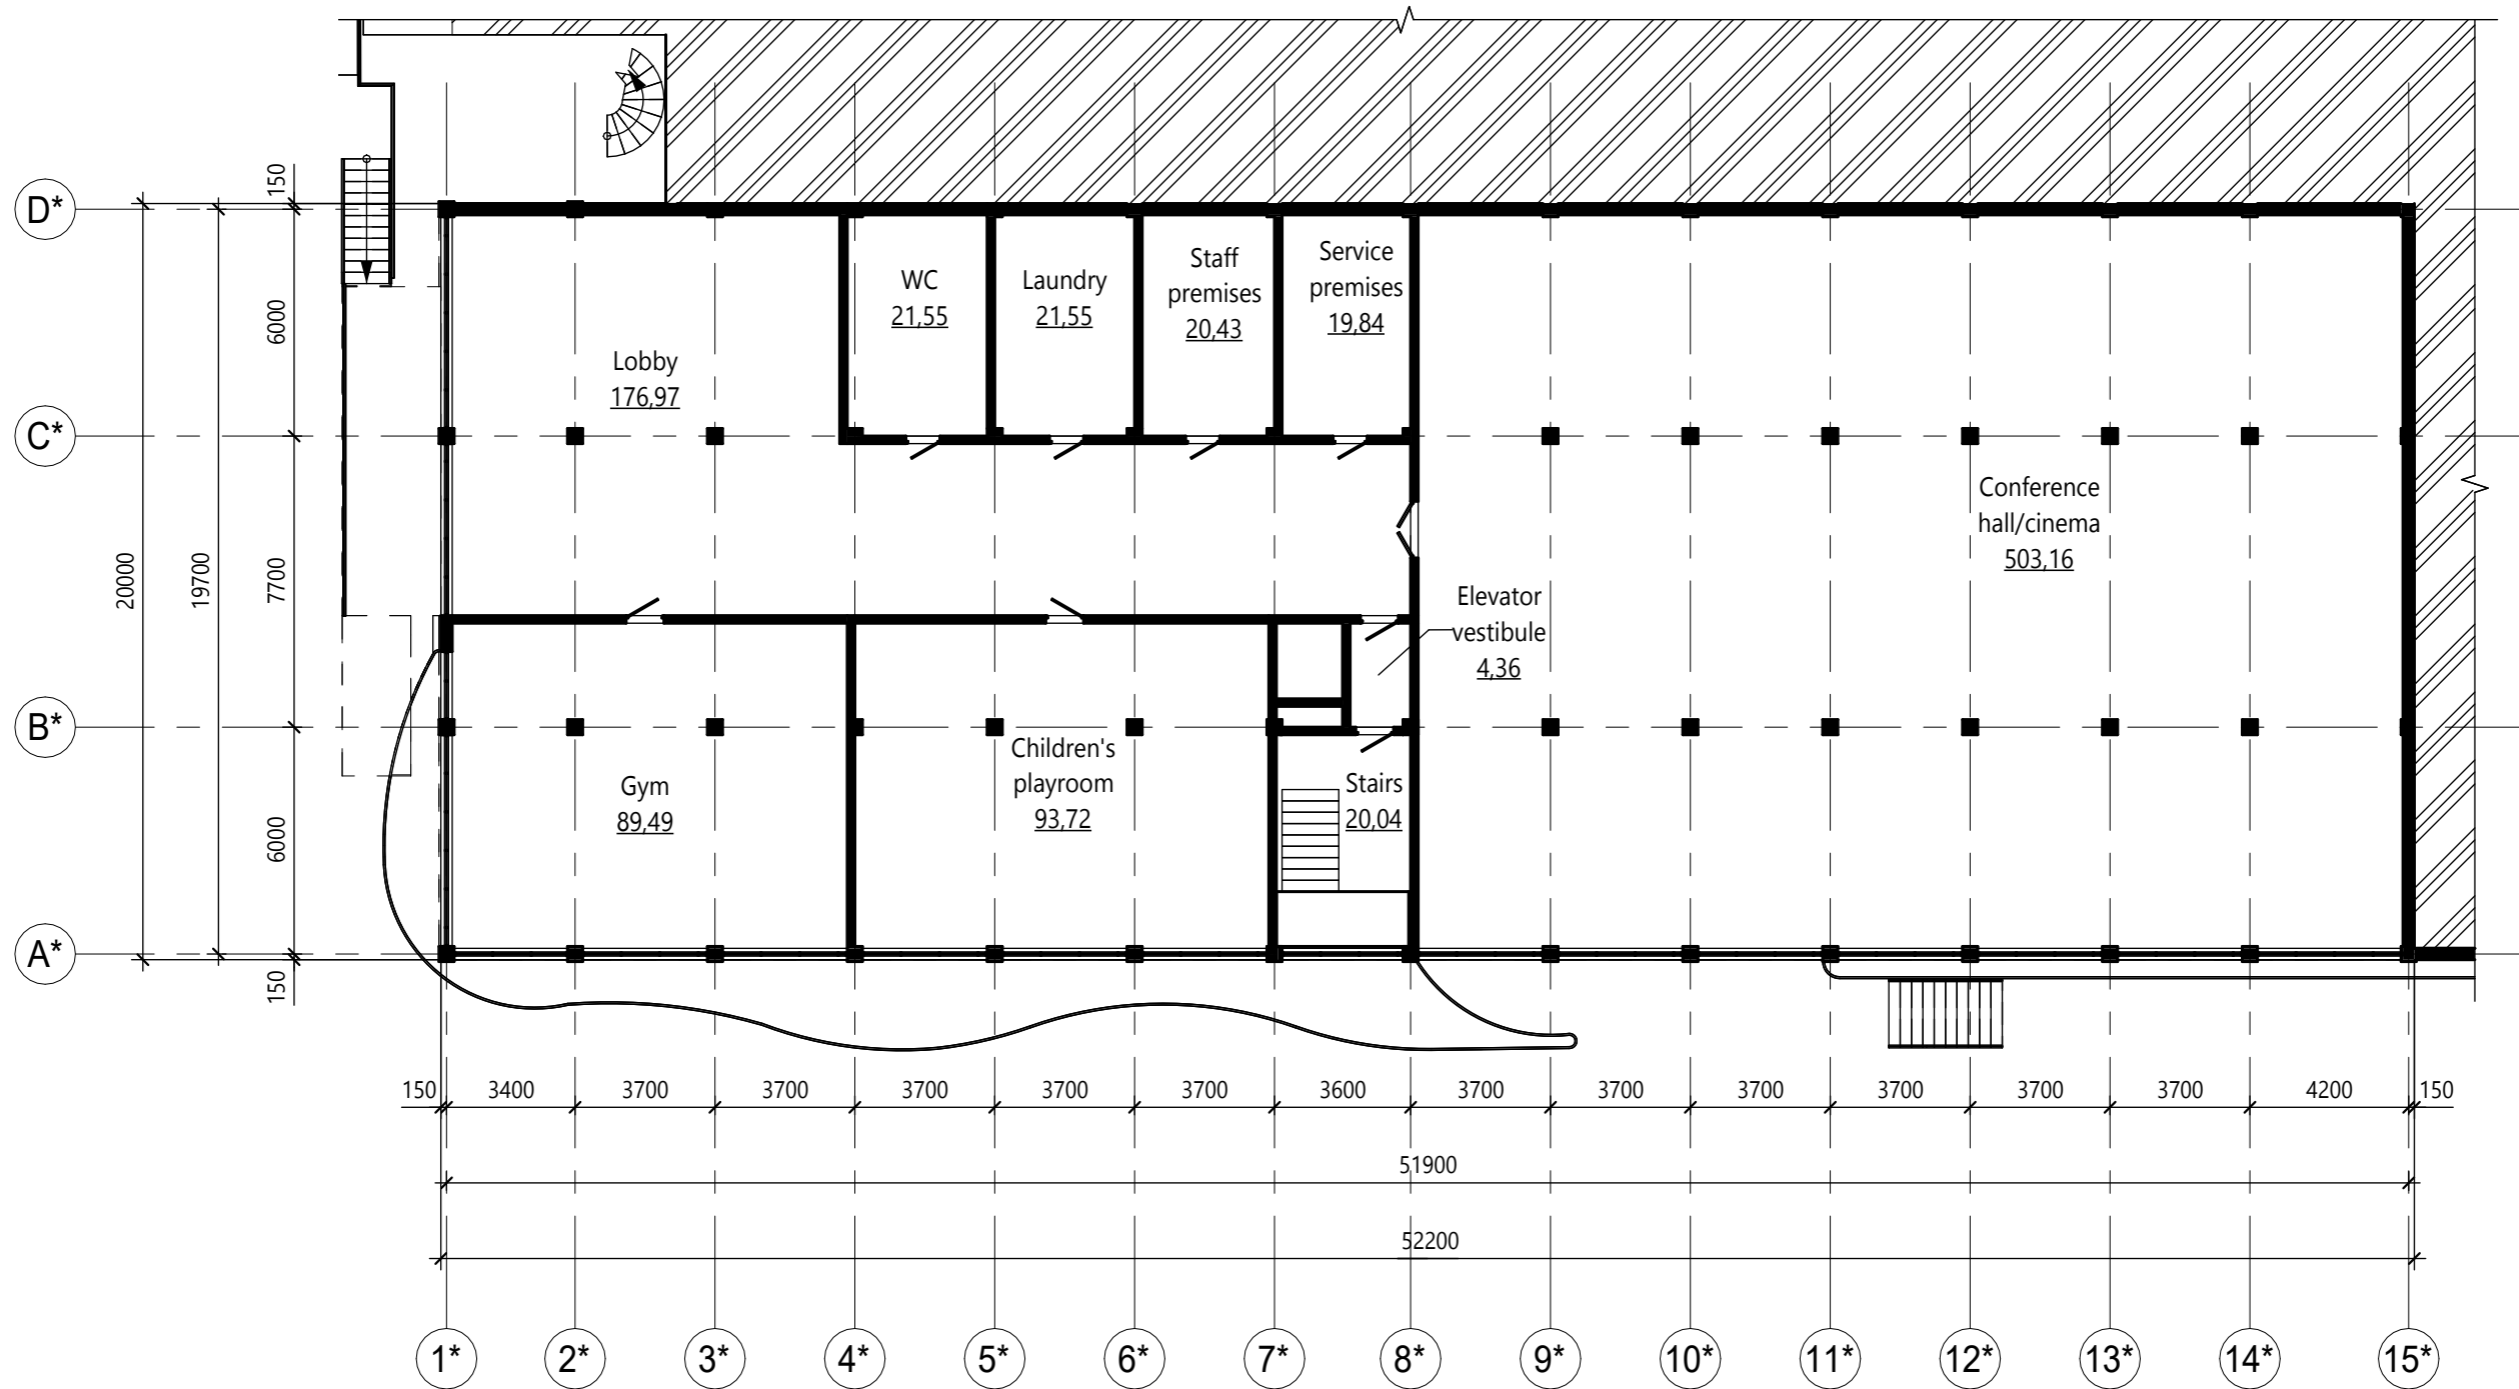 D*
C*
B*
A*
150
6000
7700
6000
150
19700
20000
WC
21,55
Laundry
21,55
Staff
premises
20,43
Service
premises
19,84
Lobby
176,97
Conference
hall/cinema
503,16
Elevator
vestibule
4,36
Gym
89,49
Children's
playroom
93,72
Stairs
20,04
150 3400 3700 3700 3700 3700 3700 3600 3700 3700 3700 3700 3700 3700 4200 150
51900
52200
1* 2* 3* 4* 5* 6* 7* 8* 9* 10* 11* 12* 13* 14* 15*